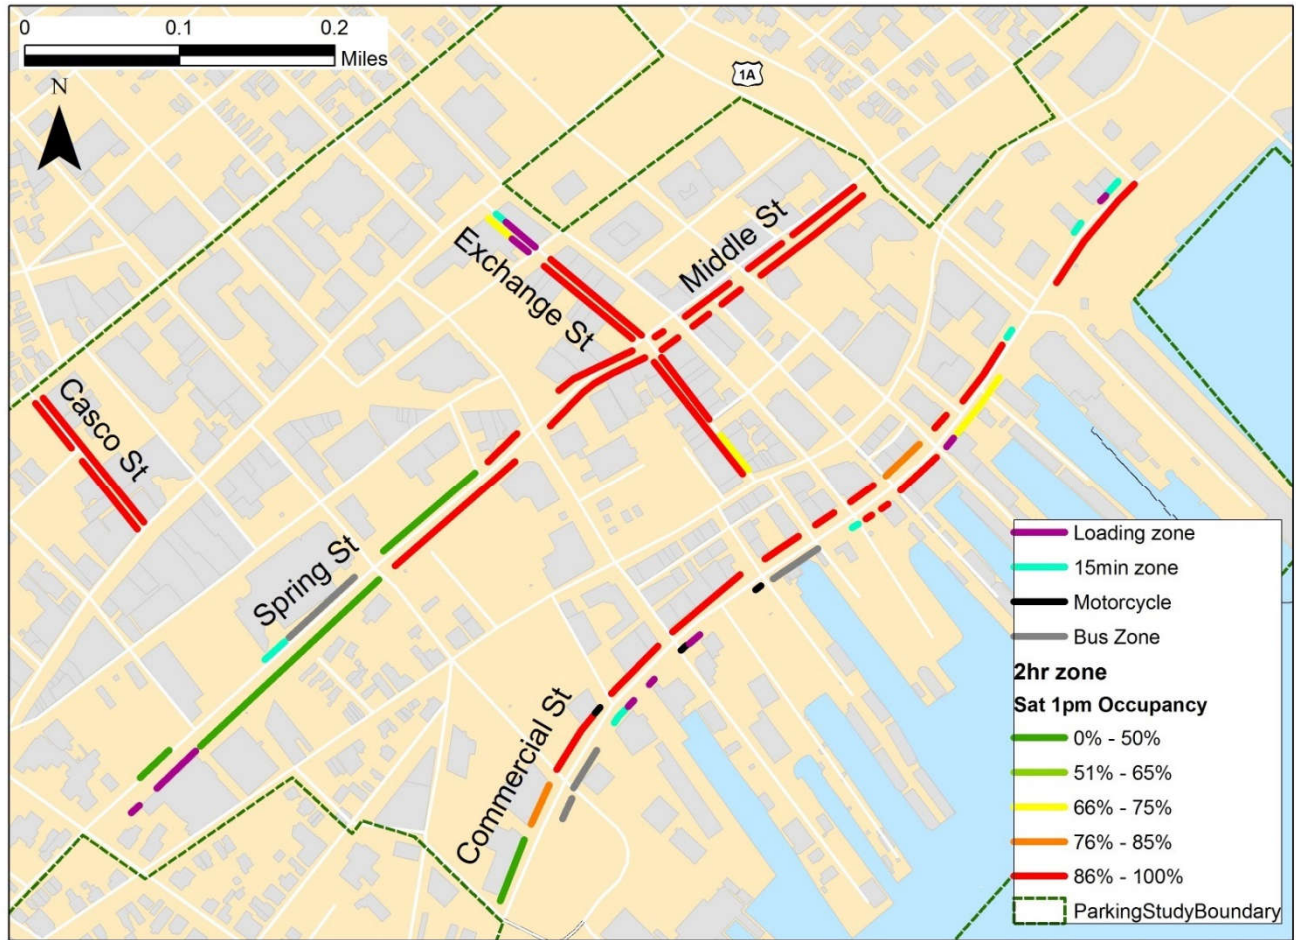 0 0.1 0.2
Miles
N
1A
Middle St
Exchange St
Casco St
Spring St
Commercial St
Loading zone
15min zone
Motorcycle
Bus Zone
2hr zone
Sat 1pm Occupancy
0% - 50%
51% - 65%
66% - 75%
76% - 85%
86% - 100%
ParkingStudyBoundary